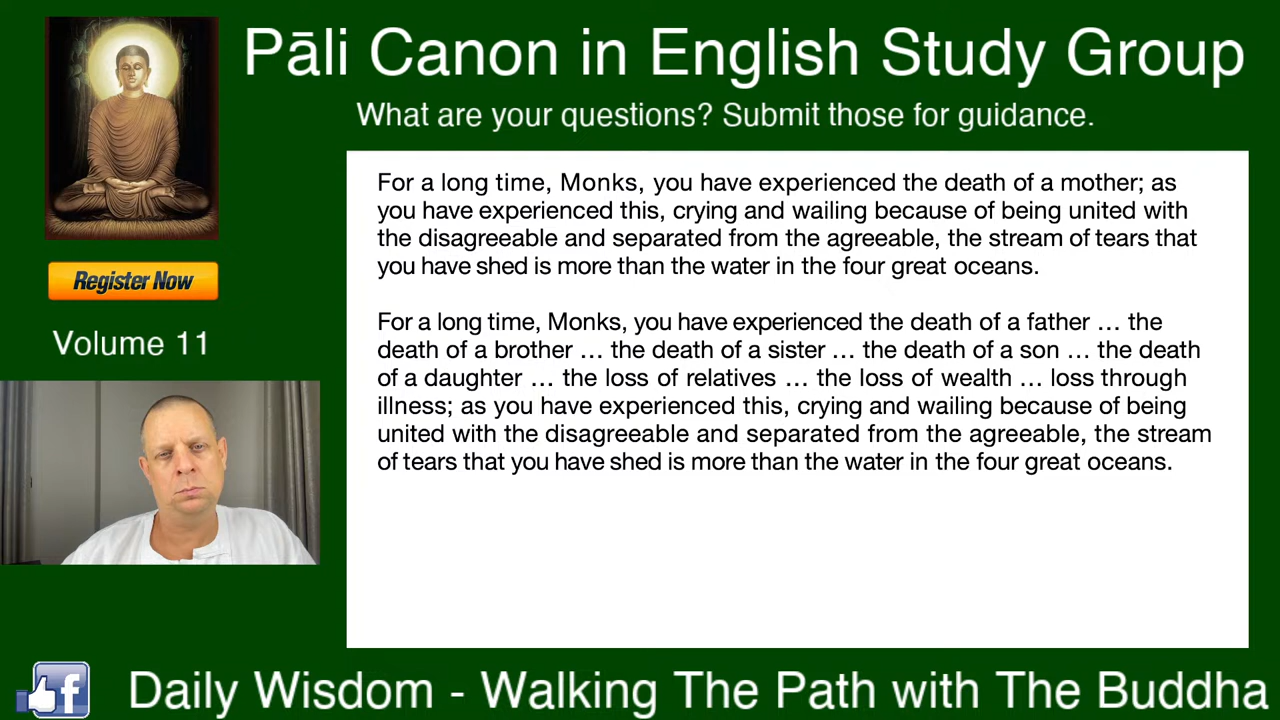 Pāli Canon in English Study Group
What are your questions? Submit those for guidance.
Register Now
Volume 11
For a long time, Monks, you have experienced the death of a mother; as
you have experienced this, crying and wailing because of being united with
the disagreeable and separated from the agreeable, the stream of tears that
you have shed is more than the water in the four great oceans.
For a long time, Monks, you have experienced the death of a father … the
death of a brother … the death of a sister … the death of a son … the death
of a daughter … the loss of relatives … the loss of wealth … loss through
illness; as you have experienced this, crying and wailing because of being
united with the disagreeable and separated from the agreeable, the stream
of tears that you have shed is more than the water in the four great oceans.
f
Daily Wisdom - Walking The Path with The Buddha